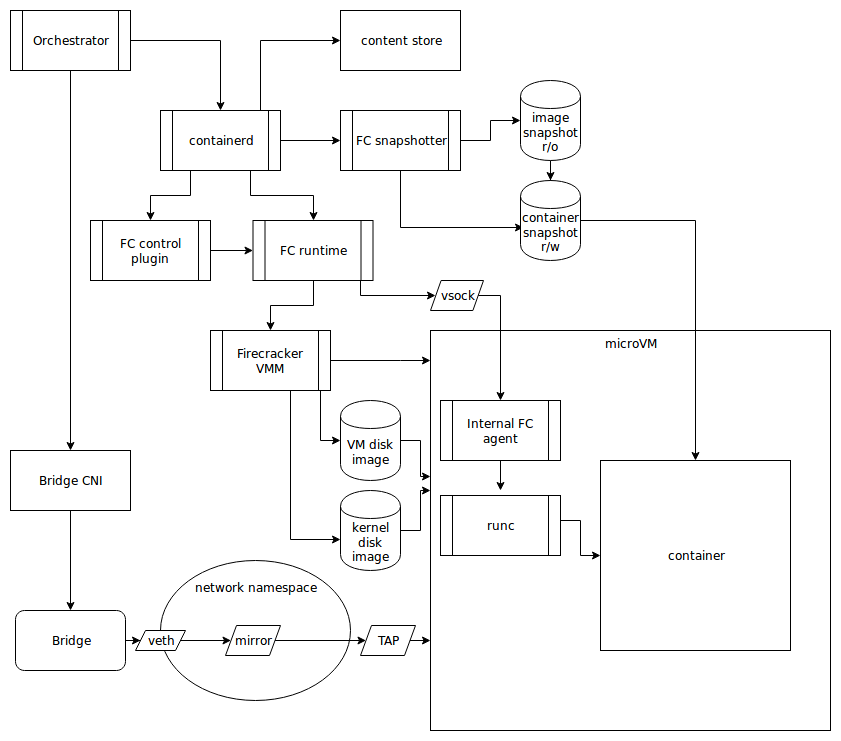 Orchestrator
content store
containerd
FC snapshotter
image
snapshot
r/o
container
snapshot
r/w
FC control
plugin
FC runtime
vsock
Firecracker
VMM
microVM
VM disk
image
Internal FC
agent
Bridge CNI
kernel
disk
image
runc
container
network namespace
Bridge
veth
mirror
TAP